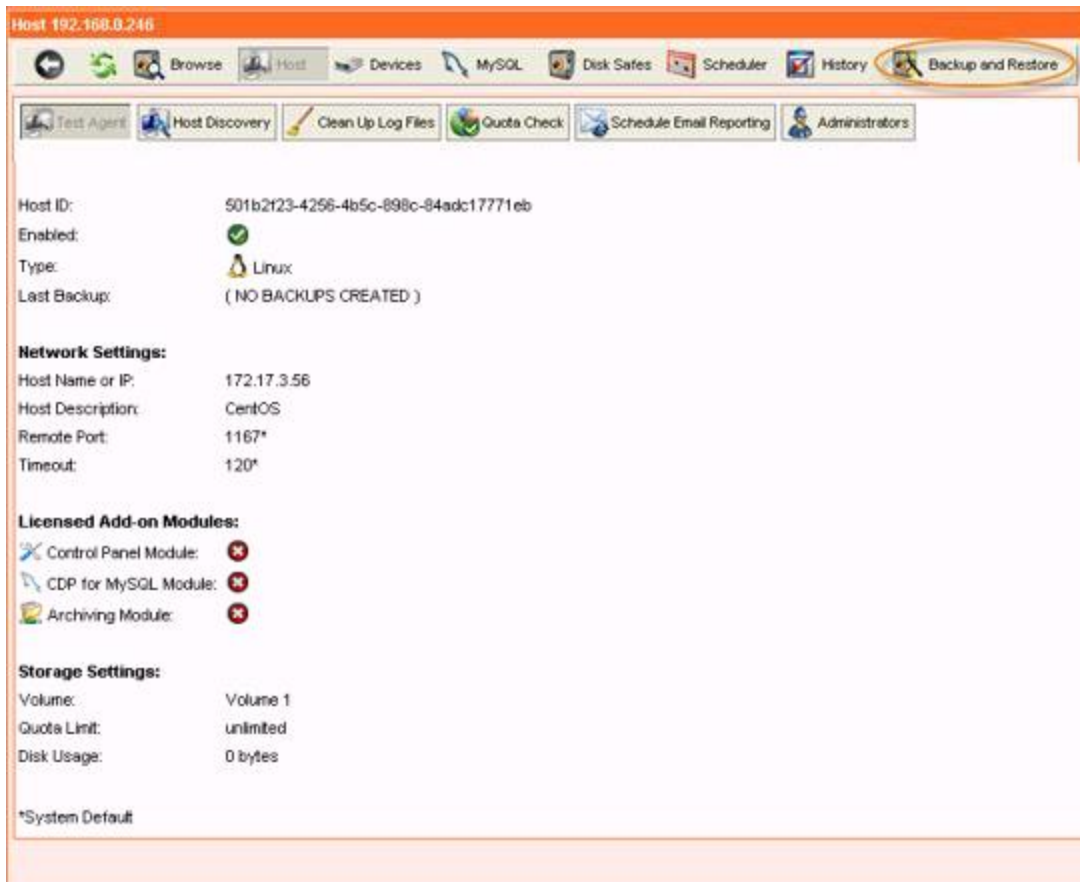 Host 192.168.0.246
Browse Host Devices MySQL Disk Safes Scheduler History Backup and Restore
Test Agent Host Discovery Clean Up Log Files Quota Check Schedule Email Reporting Administrators
Host ID: 501b2f23-4256-4b5c-898c-84adc17771eb
Enabled:
Type: Linux
Last Backup: ( NO BACKUPS CREATED )
Network Settings:
Host Name or IP: 172.17.3.56
Host Description: CentOS
Remote Port: 1167*
Timeout: 120*
Licensed Add-on Modules:
Control Panel Module:
CDP for MySQL Module:
Archiving Module:
Storage Settings:
Volume: Volume 1
Quota Limit: unlimited
Disk Usage: 0 bytes
*System Default